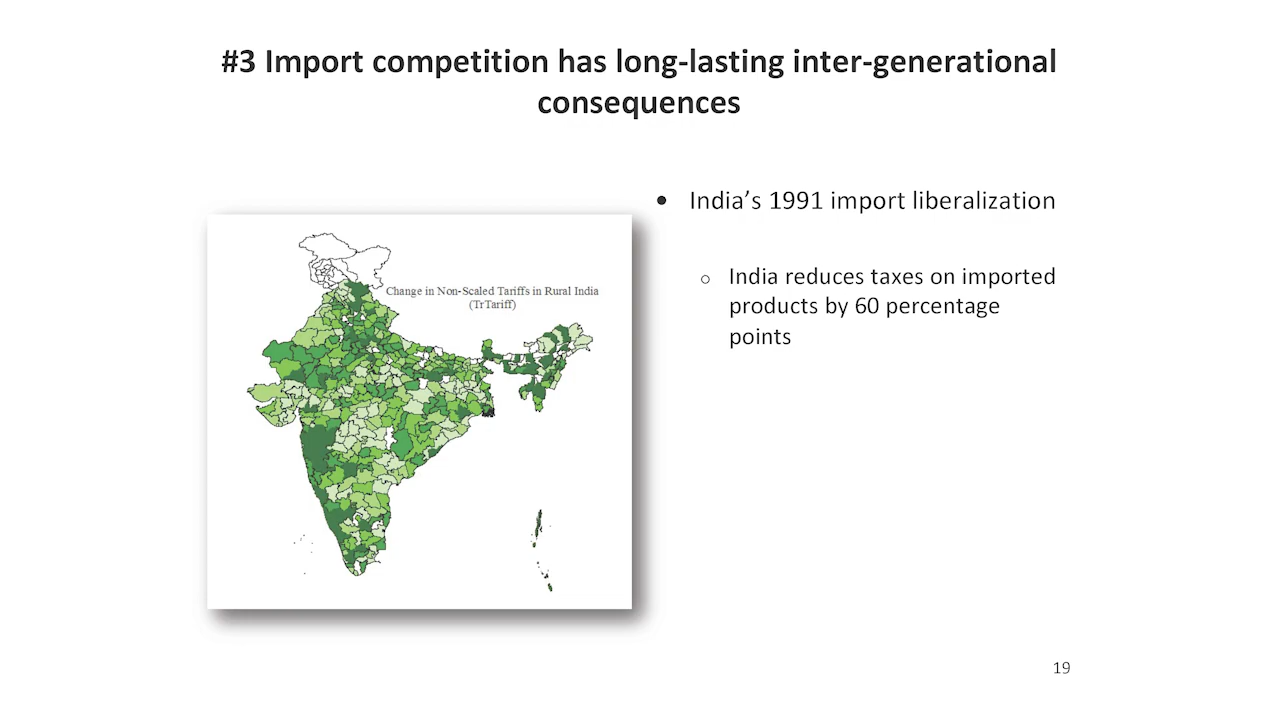 #3 Import competition has long-lasting inter-generational
consequences
• India’s 1991 import liberalization
○ India reduces taxes on imported
products by 60 percentage
points
Change in Non-Scaled Tariffs in Rural India
(TrTariff)
19